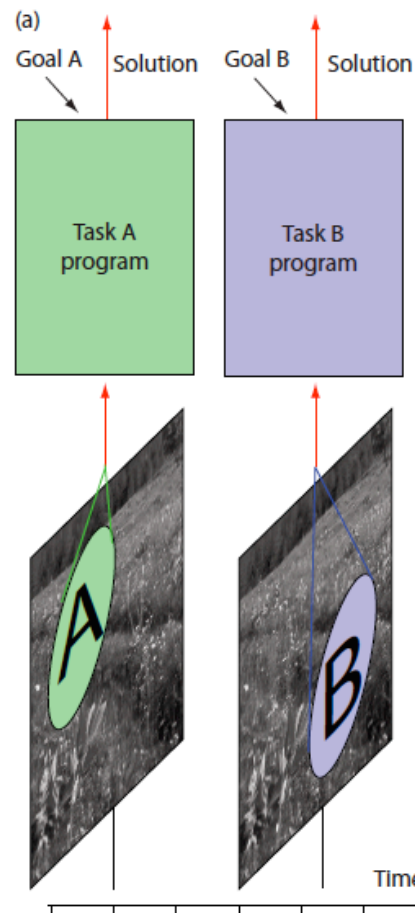 (a)
Goal A
Solution
Goal B
Solution
Task A
program
Task B
program
A
B
Time